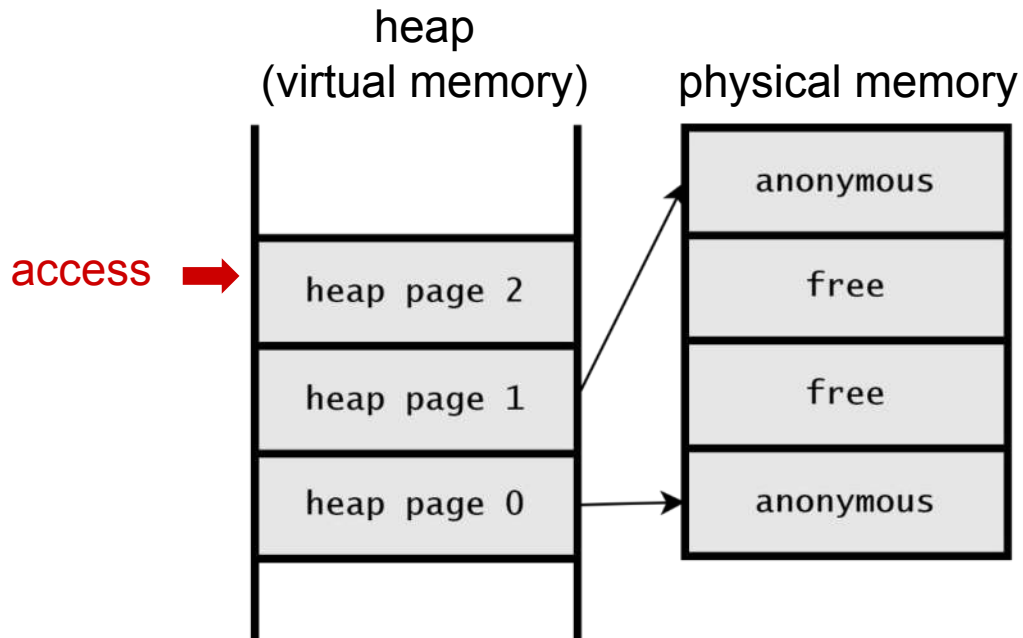 heap
(virtual memory)
physical memory
access
heap page 2
heap page 1
heap page 0
anonymous
free
free
anonymous